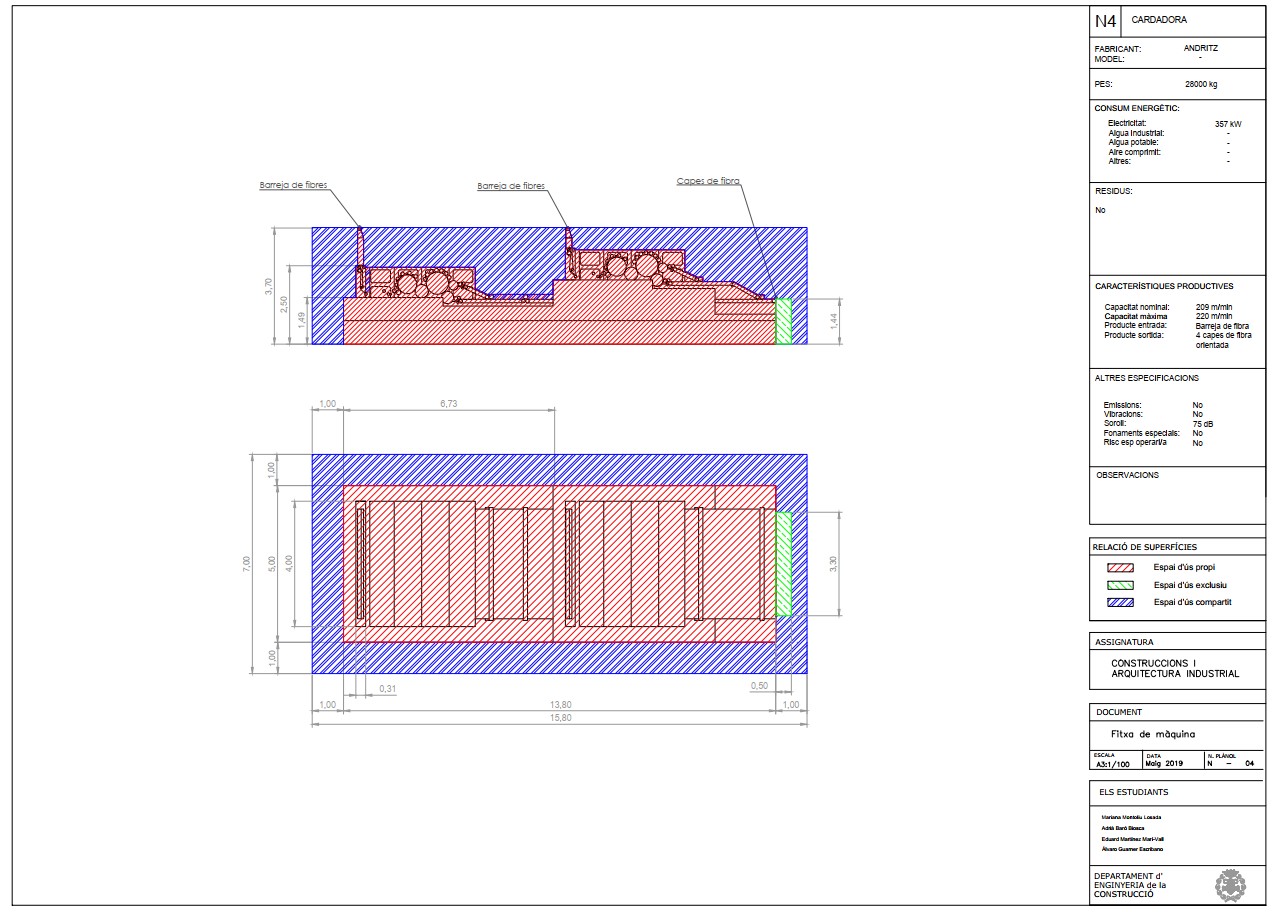 N4 CARDADORA
FABRICANT: ANDRITZ
MODEL: -
PES: 28000 kg
CONSUM ENERGÈTIC:
Electricitat: 357 kW
Aigua industrial: -
Aigua potable: -
Aire comprimit: -
Altres: -
RESIDUS:
No
CARACTERÍSTIQUES PRODUCTIVES
Capacitat nominal: 209 m/min
Capacitat màxima 220 m/min
Producte entrada: Barreja de fibra
Producte sortida: 4 capes de fibra
orientada
ALTRES ESPECIFICACIONS
Emissions: No
Vibracions: No
Soroll: 75 dB
Fonaments especials: No
Risc esp operari/a No
OBSERVACIONS
RELACIÓ DE SUPERFÍCIES
Espai d'ús propi
Espai d'ús exclusiu
Espai d'ús compartit
ASSIGNATURA
CONSTRUCCIONS I
ARQUITECTURA INDUSTRIAL
DOCUMENT
Fitxa de màquina
ESCALA DATA N. PLÀNOL
A3:1/100 Maig 2019 N - 04
ELS ESTUDIANTS
Mariana Montoliu Losada
Adrià Baró Biosca
Eduard Martínez Marí-Vall
Álvaro Guarner Escribano
DEPARTAMENT d'
ENGINYERIA de la
CONSTRUCCIÓ
Barreja de fibres
Barreja de fibres
Capes de fibra
3,70
2,50
1,49
1,44
1,00 6,73
1,00
7,00
5,00
4,00
3,30
1,00
0,31
0,50
1,00 13,80 1,00
15,80